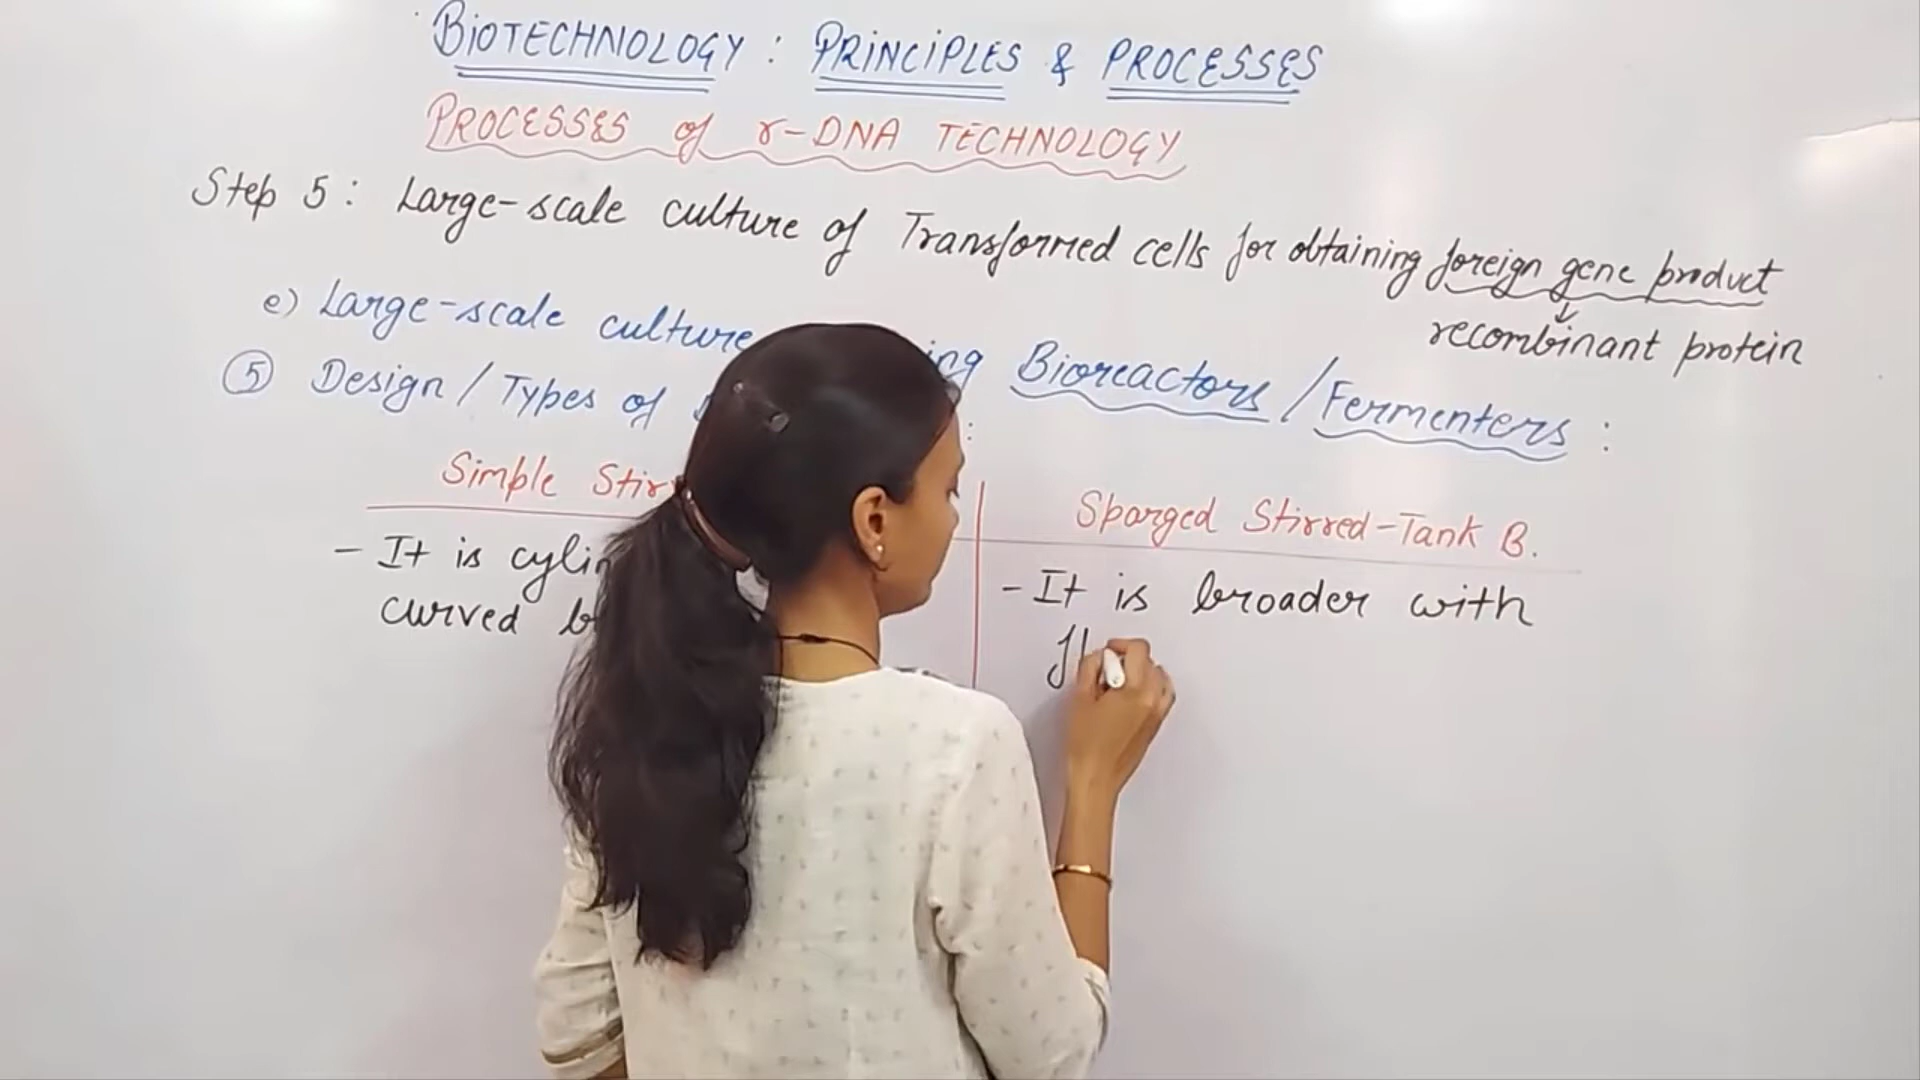 BIOTECHNOLOGY : PRINCIPLES & PROCESSES
PROCESSES of r-DNA TECHNOLOGY
Step 5: Large-scale culture of Transformed cells for obtaining foreign gene product
↓
recombinant protein
e) Large-scale culture Bioreactors / Fermenters :
⑤ Design / Types of :
Simple
Sparged Stirred-Tank B.
- It is
curved
- It is broader with